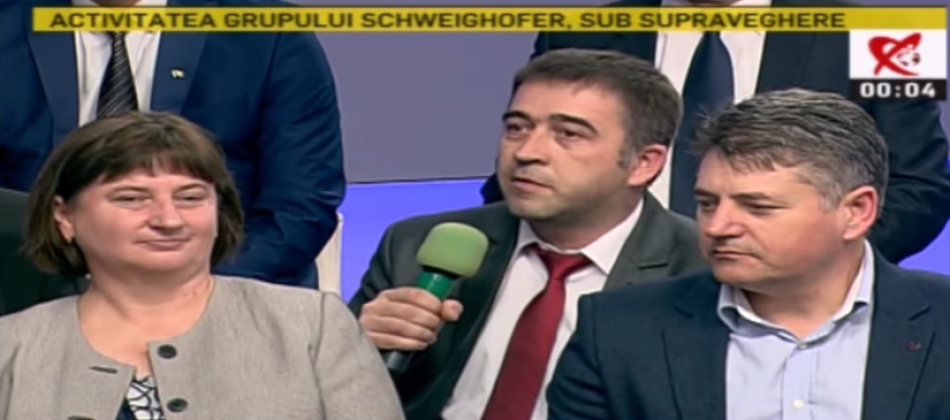 ACTIVITATEA GRUPULUI SCHWEIGHOFER, SUB SUPRAVEGHERE
00:04